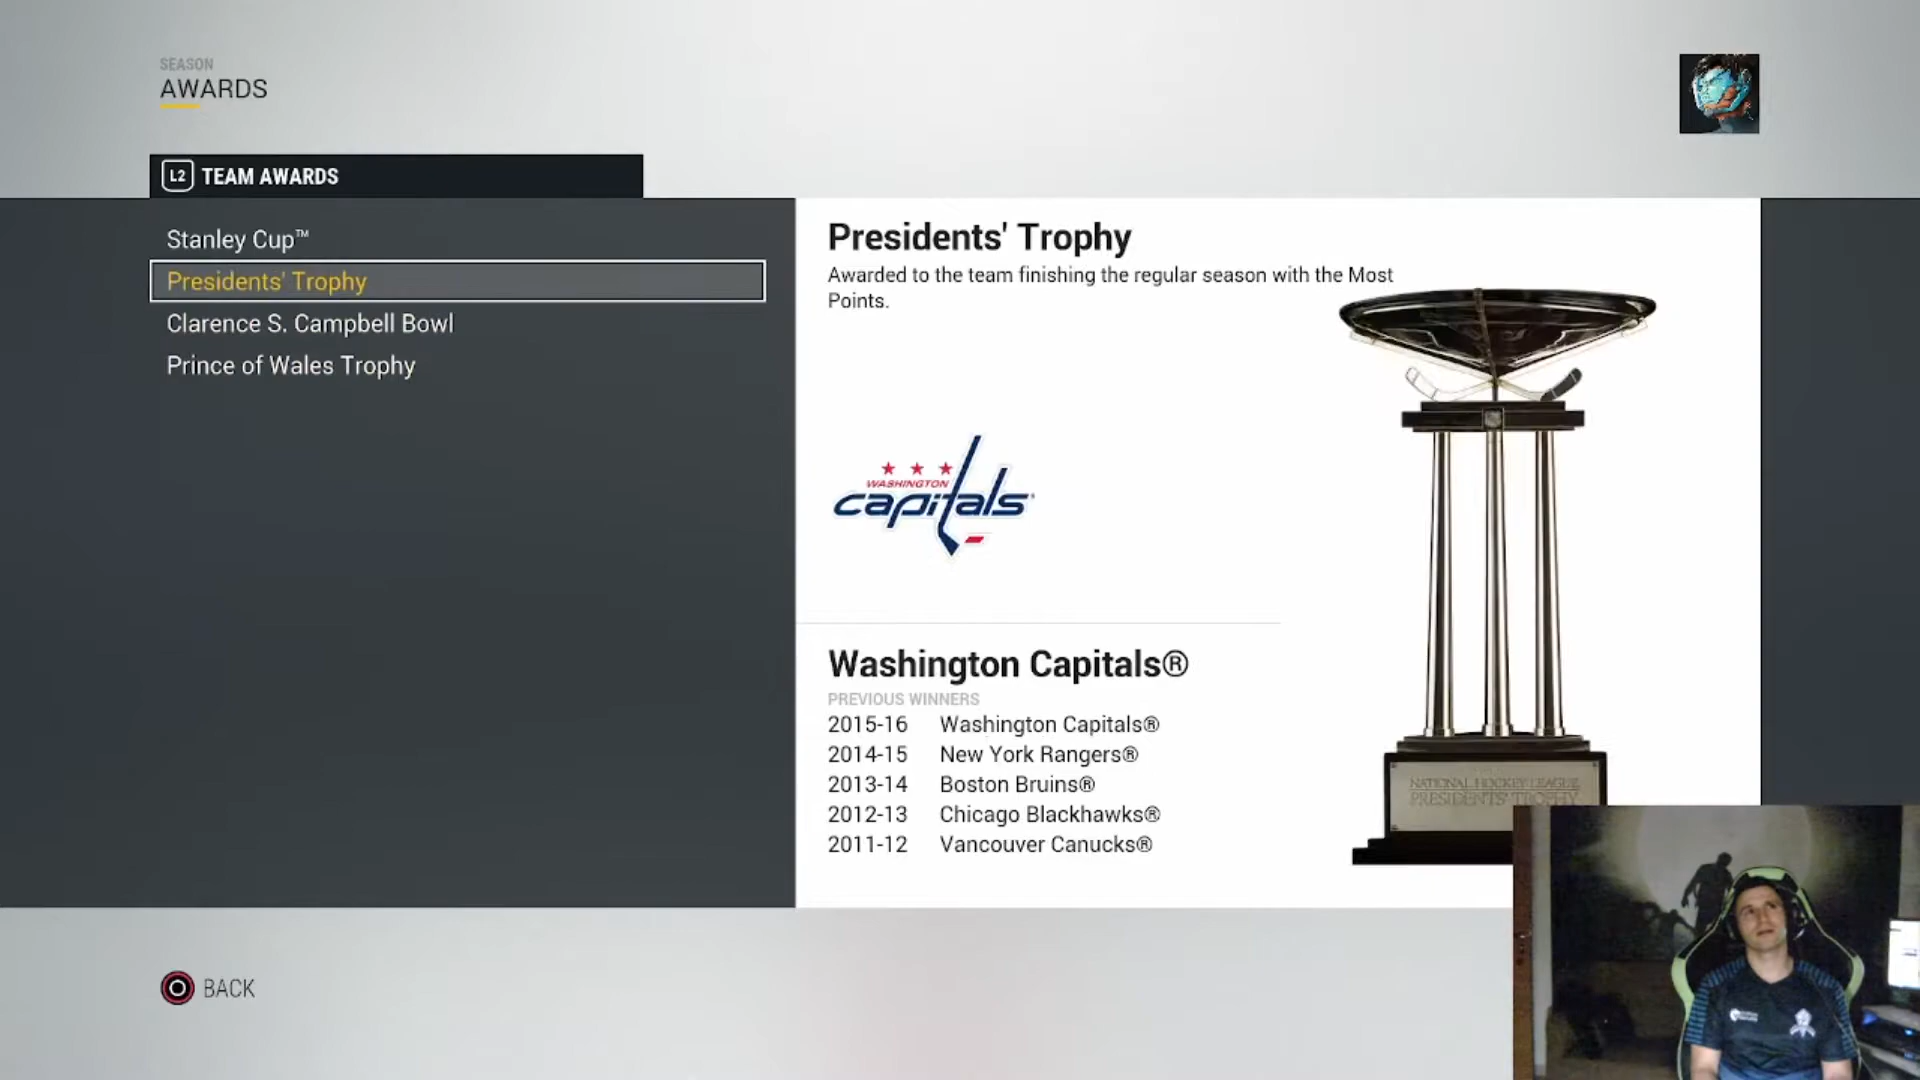 SEASON
AWARDS
L2 TEAM AWARDS
Stanley Cup™
Presidents' Trophy
Clarence S. Campbell Bowl
Prince of Wales Trophy
Presidents' Trophy
Awarded to the team finishing the regular season with the Most
Points.
WASHINGTON
capitals
Washington Capitals®
PREVIOUS WINNERS
2015-16 Washington Capitals®
2014-15 New York Rangers®
2013-14 Boston Bruins®
2012-13 Chicago Blackhawks®
2011-12 Vancouver Canucks®
NATIONAL HOCKEY LEAGUE
PRESIDENTS' TROPHY
BACK